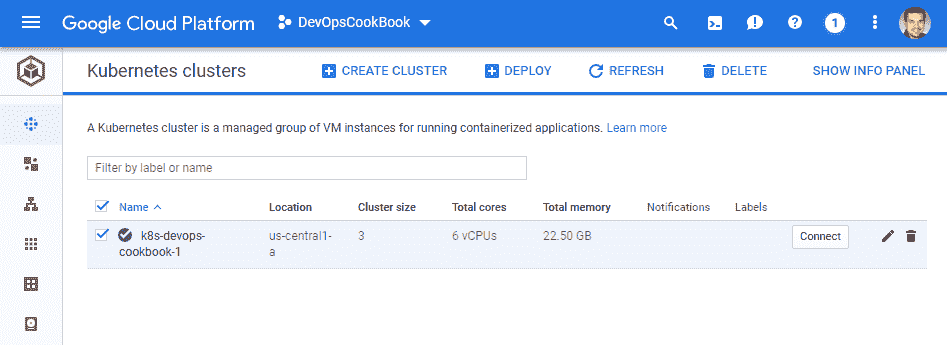 Google Cloud Platform DevOpsCookBook 1
Kubernetes clusters CREATE CLUSTER DEPLOY REFRESH DELETE SHOW INFO PANEL
A Kubernetes cluster is a managed group of VM instances for running containerized applications. Learn more
Filter by label or name
Name Location Cluster size Total cores Total memory Notifications Labels
k8s-devops- us-central1- 3 6 vCPUs 22.50 GB Connect
cookbook-1 a